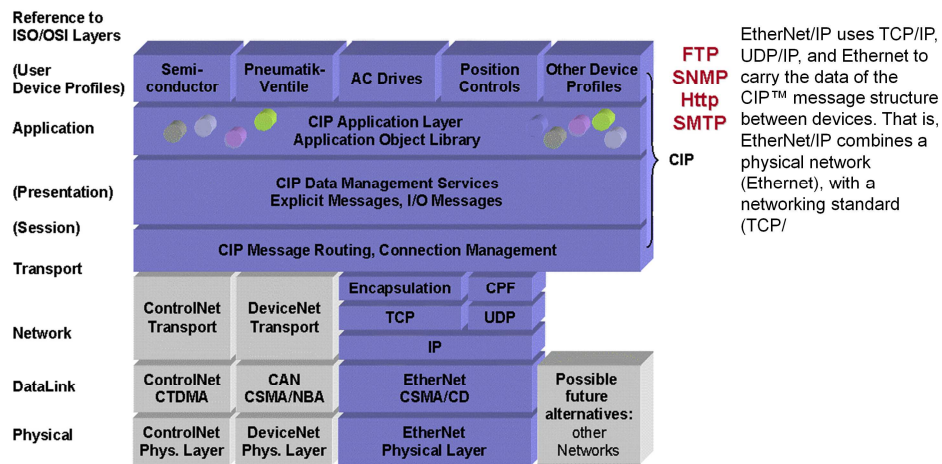 Reference to
ISO/OSI Layers
(User
Device Profiles)
Semi-
conductor
Pneumatik-
Ventile
AC Drives
Position
Controls
Other Device
Profiles
Application
CIP Application Layer
Application Object Library
(Presentation)
CIP Data Management Services
Explicit Messages, I/O Messages
(Session)
CIP Message Routing, Connection Management
CIP
Transport
ControlNet
Transport
DeviceNet
Transport
Encapsulation
CPF
TCP
UDP
Network
IP
DataLink
ControlNet
CTDMA
CAN
CSMA/NBA
EtherNet
CSMA/CD
Possible
future
alternatives:
other
Networks
Physical
ControlNet
Phys. Layer
DeviceNet
Phys. Layer
EtherNet
Physical Layer
FTP
SNMP
Http
SMTP
EtherNet/IP uses TCP/IP,
UDP/IP, and Ethernet to
carry the data of the
CIP™ message structure
between devices. That is,
EtherNet/IP combines a
physical network
(Ethernet), with a
networking standard
(TCP/